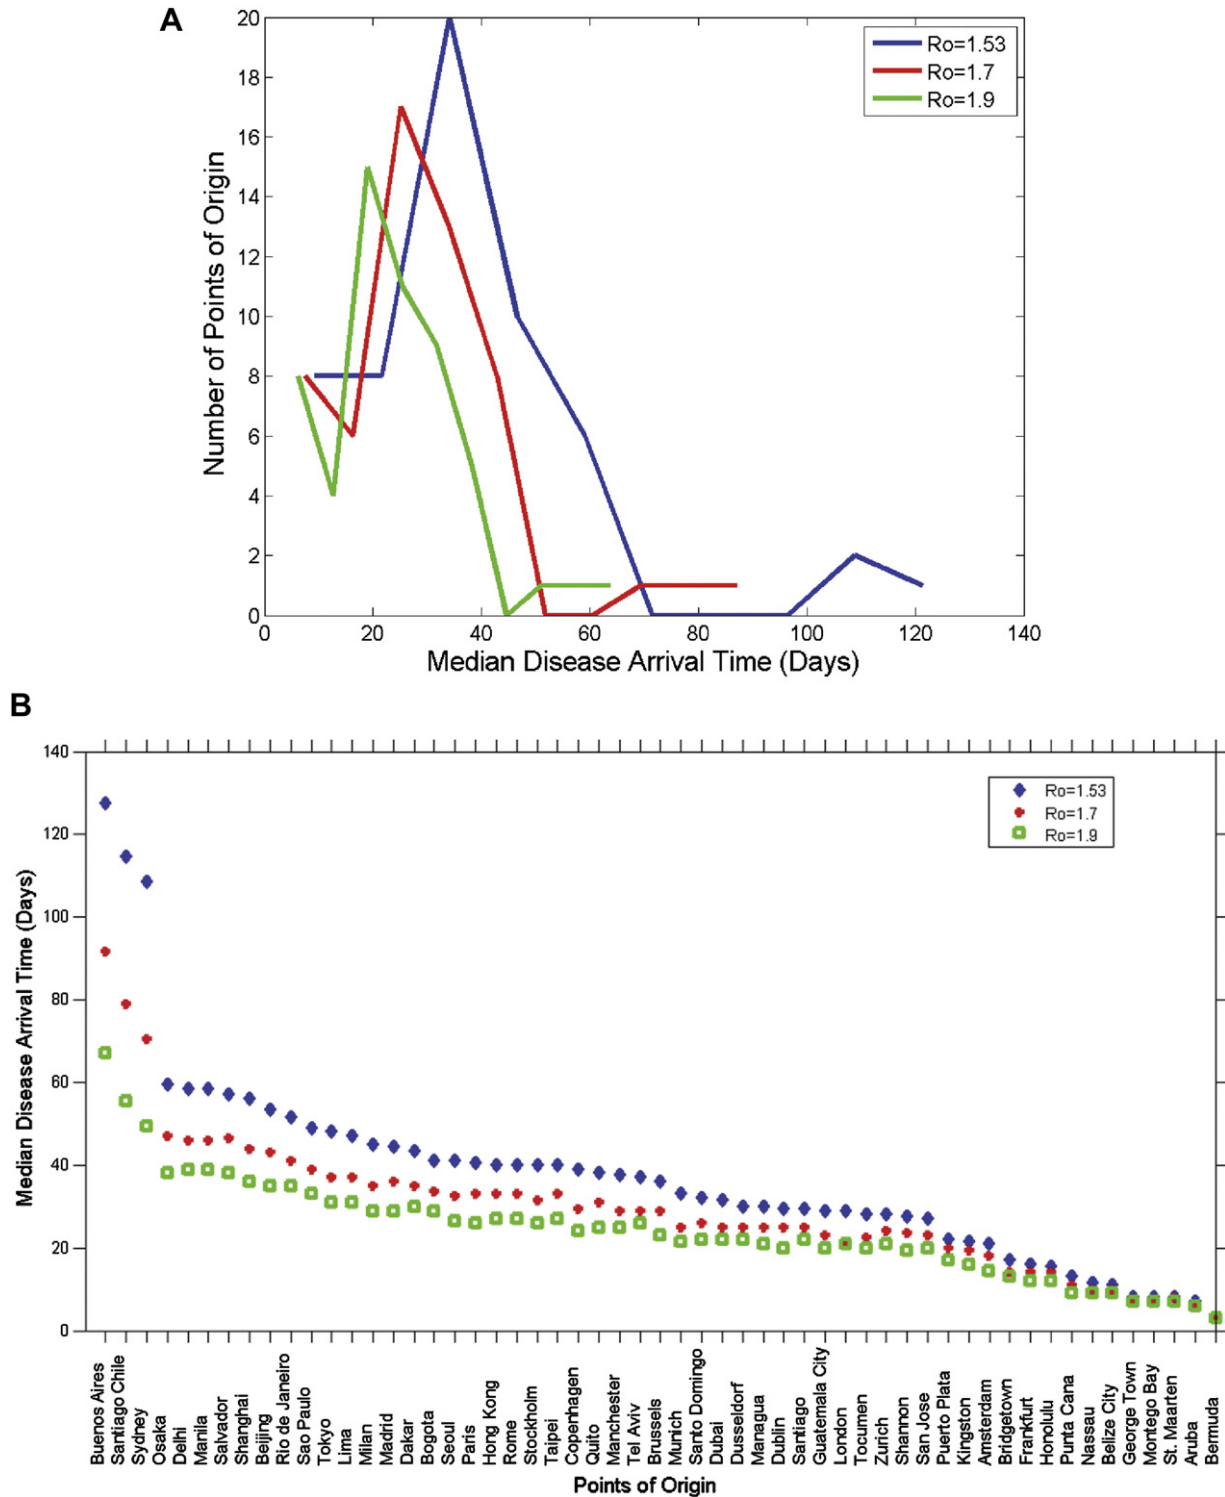 A
20
18
16
14
12
10
8
6
4
2
0
Number of Points of Origin
Ro=1.53
Ro=1.7
Ro=1.9
0 20 40 60 80 100 120 140
Median Disease Arrival Time (Days)
B
140
120
100
80
60
40
20
0
Median Disease Arrival Time (Days)
Ro=1.53
Ro=1.7
Ro=1.9
Buenos Aires
Santiago Chile
Sydney
Osaka
Delhi
Manila
Salvador
Shanghai
Beijing
Rio de Janeiro
Sao Paulo
Tokyo
Lima
Milan
Madrid
Dakar
Bogota
Seoul
Paris
Hong Kong
Rome
Stockholm
Taipei
Copenhagen
Quito
Manchester
Tel Aviv
Brussels
Munich
Santo Domingo
Dubai
Dusseldorf
Managua
Dublin
Santiago
Guatemala City
London
Tocumen
Zurich
Shannon
San Jose
Puerto Plata
Kingston
Amsterdam
Bridgetown
Frankfurt
Honolulu
Punta Cana
Nassau
Belize City
George Town
Montego Bay
St. Maarten
Aruba
Bermuda
Points of Origin